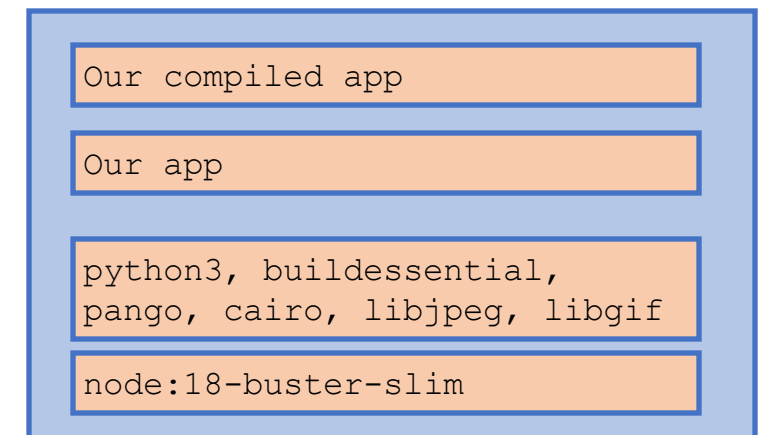 Our compiled app
Our app
python3, buildessential,
pango, cairo, libjpeg, libgif
node:18-buster-slim